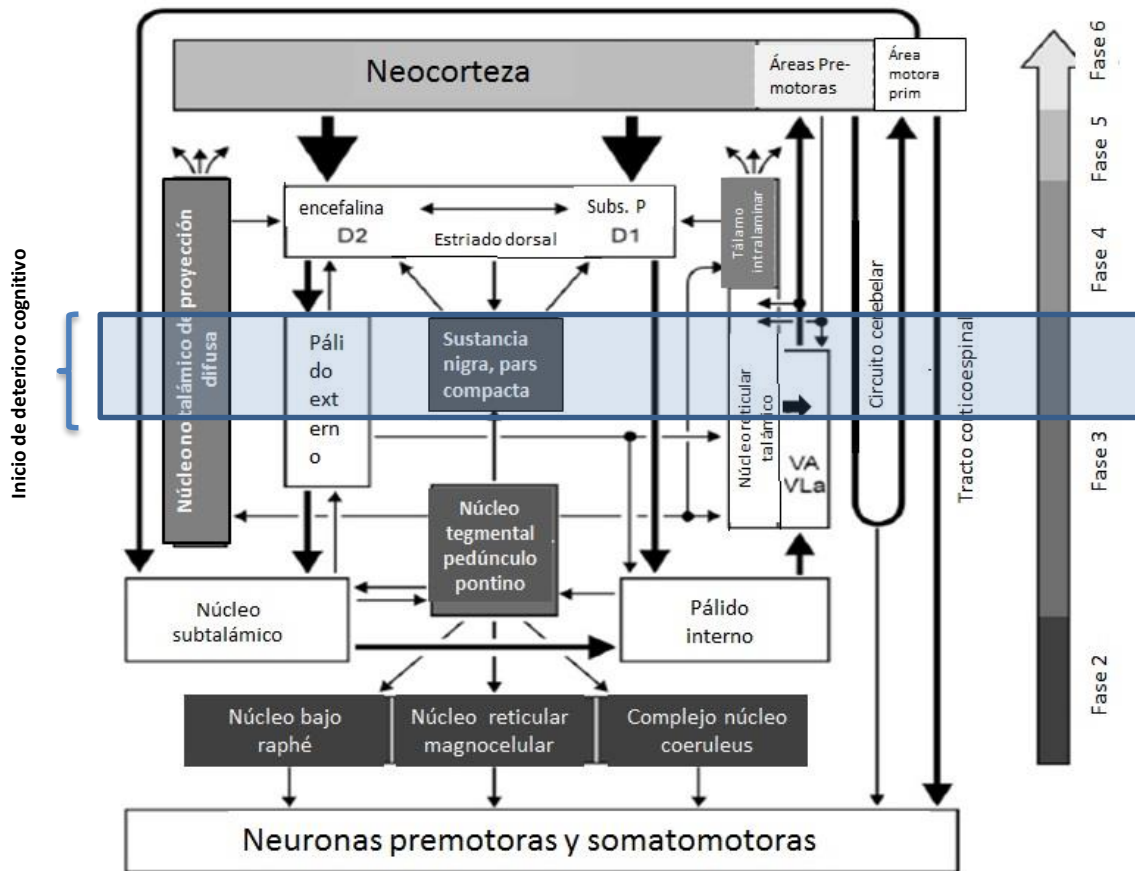 Neocorteza
Áreas Pre-
motoras
Área
motora
prim
Fase 6
Fase 5
Fase 4
Fase 3
Fase 2
Inicio de deterioro cognitivo
Núcleo no talámico de proyección
difusa
encefalina
D2
Estriado dorsal
Subs. P
D1
Tálamo
intralaminar
Páli
do
ext
ern
o
Sustancia
nigra, pars
compacta
Núcleo reticular
talámico
VA
VLa
Circuito cerebelar
Tracto corticoespinal
Núcleo
tegmental
pedúnculo
pontino
Núcleo
subtalámico
Pálido
interno
Núcleo bajo
raphé
Núcleo reticular
magnocelular
Complejo núcleo
coeruleus
Neuronas premotoras y somatomotoras